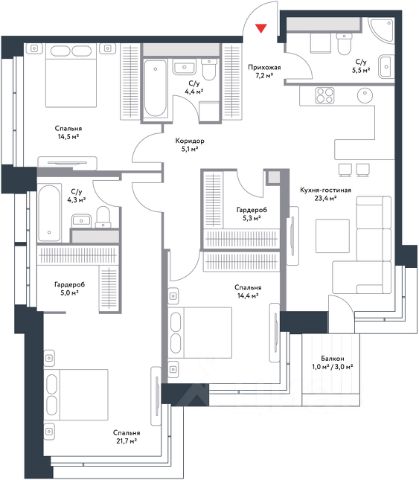 С/у
4,4 м²
Прихожая
7,2 м²
С/у
5,5 м²
Спальня
14,5 м²
Коридор
5,1 м²
С/у
4,3 м²
Кухня-гостиная
23,4 м²
Гардероб
5,3 м²
Гардероб
5,0 м²
Спальня
14,4 м²
Балкон
1,0 м² / 3,0 м²
Спальня
21,7 м²